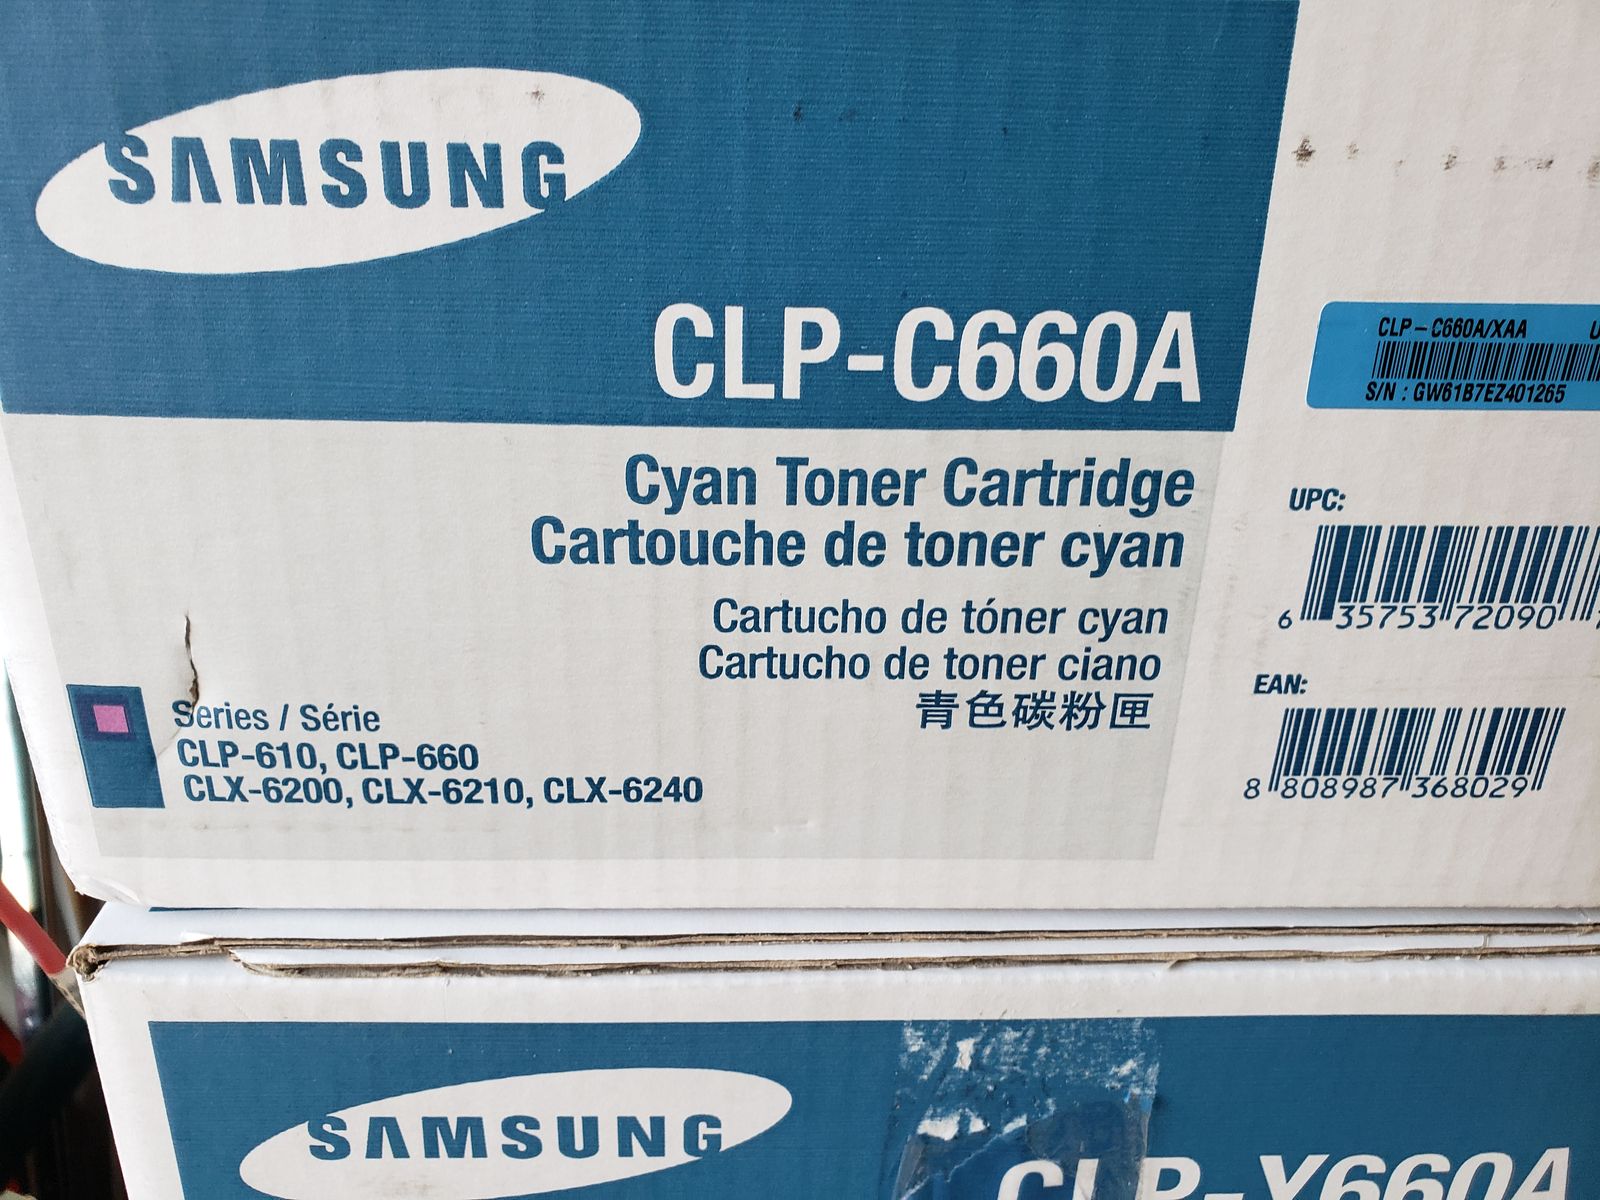 SAMSUNG
CLP-C660A
Cyan Toner Cartridge
Cartouche de toner cyan
Cartucho de tóner cyan
Cartucho de toner ciano
青色碳粉匣
Series / Série
CLP-610, CLP-660
CLX-6200, CLX-6210, CLX-6240
CLP-C660A/XAA
S/N : GW61B7EZ401265
UPC:
6 35753 72090
EAN:
8 808987 368029
SAMSUNG
CLP-Y660A